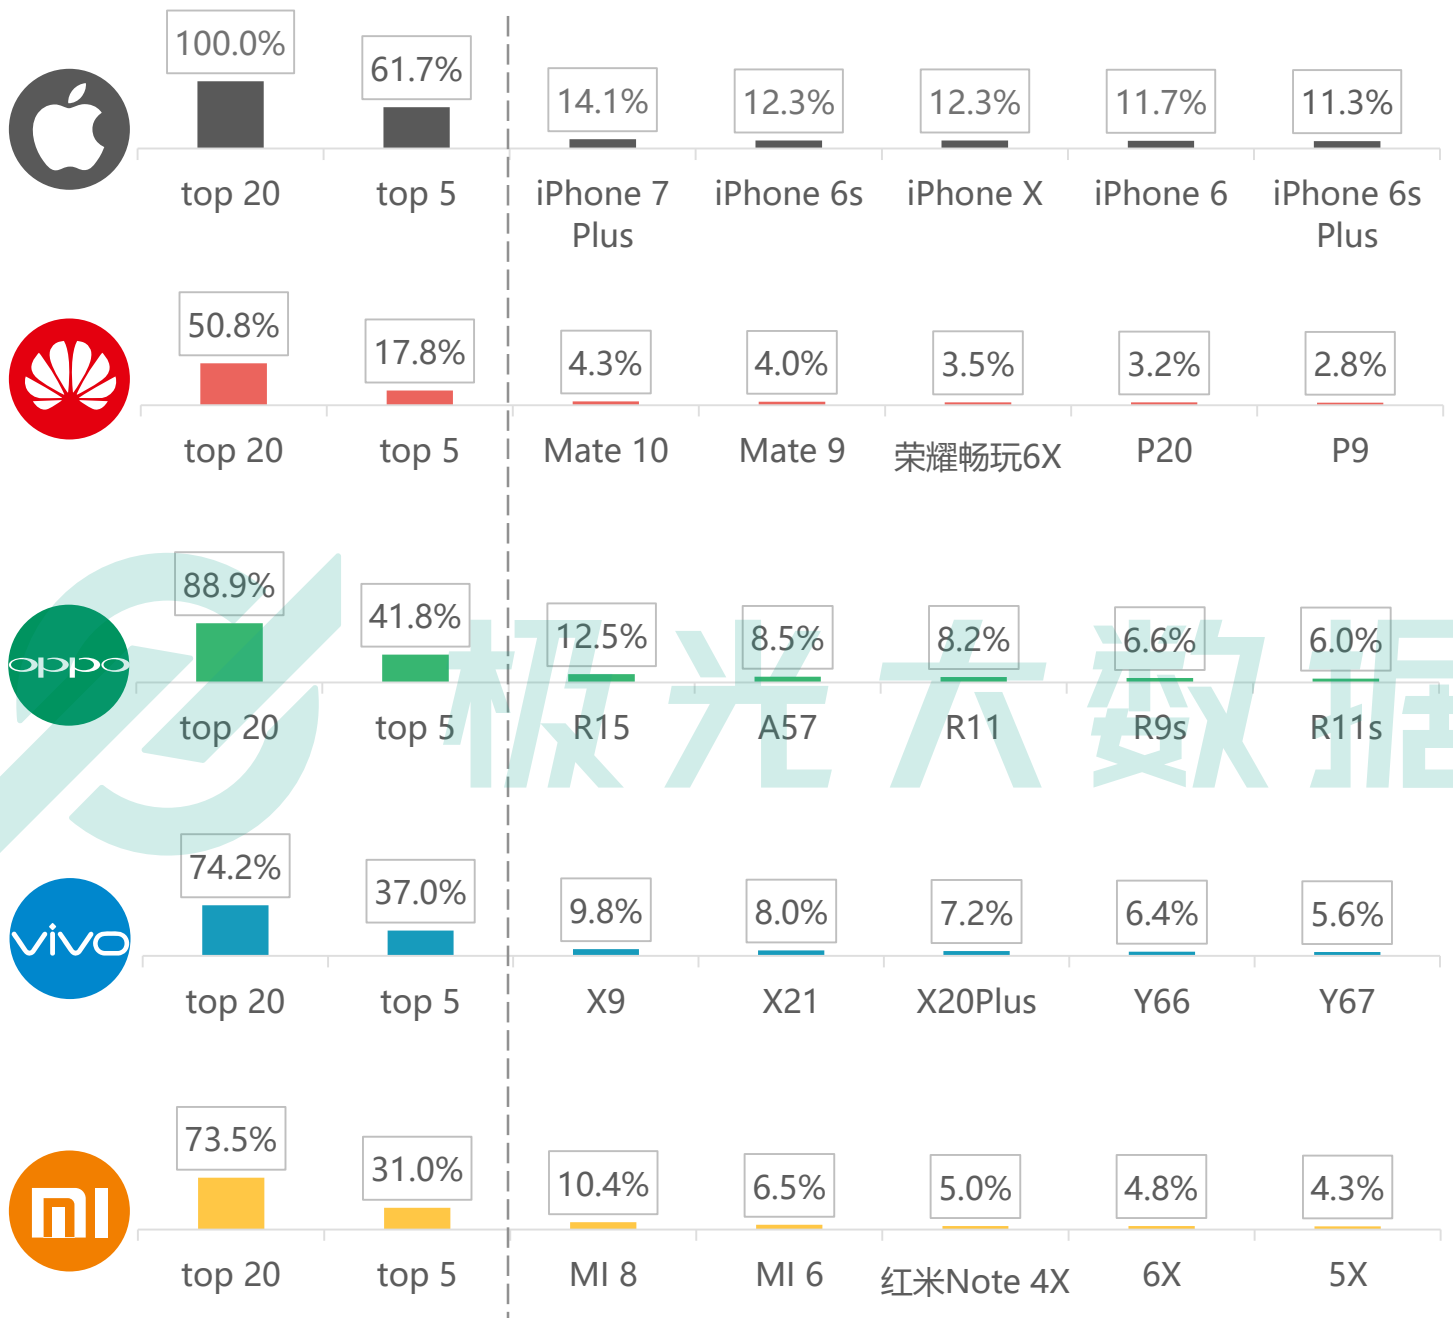 100.0%
61.7%
14.1%
12.3%
12.3%
11.7%
11.3%
top 20
top 5
iPhone 7
Plus
iPhone 6s
iPhone X
iPhone 6
iPhone 6s
Plus
50.8%
17.8%
4.3%
4.0%
3.5%
3.2%
2.8%
top 20
top 5
Mate 10
Mate 9
荣耀畅玩6X
P20
P9
oppo
88.9%
41.8%
12.5%
8.5%
8.2%
6.6%
6.0%
top 20
top 5
R15
A57
R11
R9s
R11s
极光大数据
vivo
74.2%
37.0%
9.8%
8.0%
7.2%
6.4%
5.6%
top 20
top 5
X9
X21
X20Plus
Y66
Y67
mi
73.5%
31.0%
10.4%
6.5%
5.0%
4.8%
4.3%
top 20
top 5
MI 8
MI 6
红米Note 4X
6X
5X